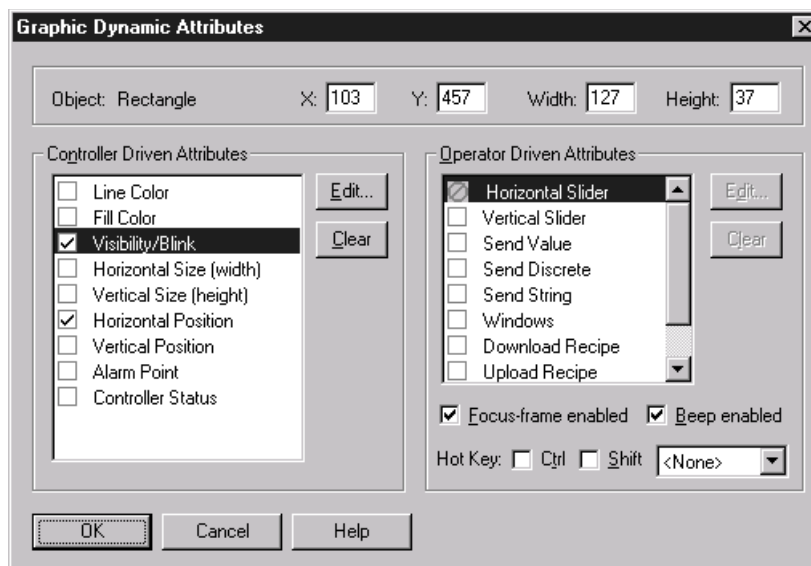 Graphic Dynamic Attributes
Object: Rectangle X: 103 Y: 457 Width: 127 Height: 37
Controller Driven Attributes
Line Color
Fill Color
Visibility/Blink
Horizontal Size (width)
Vertical Size (height)
Horizontal Position
Vertical Position
Alarm Point
Controller Status
Edit...
Clear
Operator Driven Attributes
Horizontal Slider
Vertical Slider
Send Value
Send Discrete
Send String
Windows
Download Recipe
Upload Recipe
Edit...
Clear
Focus-frame enabled Beep enabled
Hot Key: Ctrl Shift <None>
OK Cancel Help